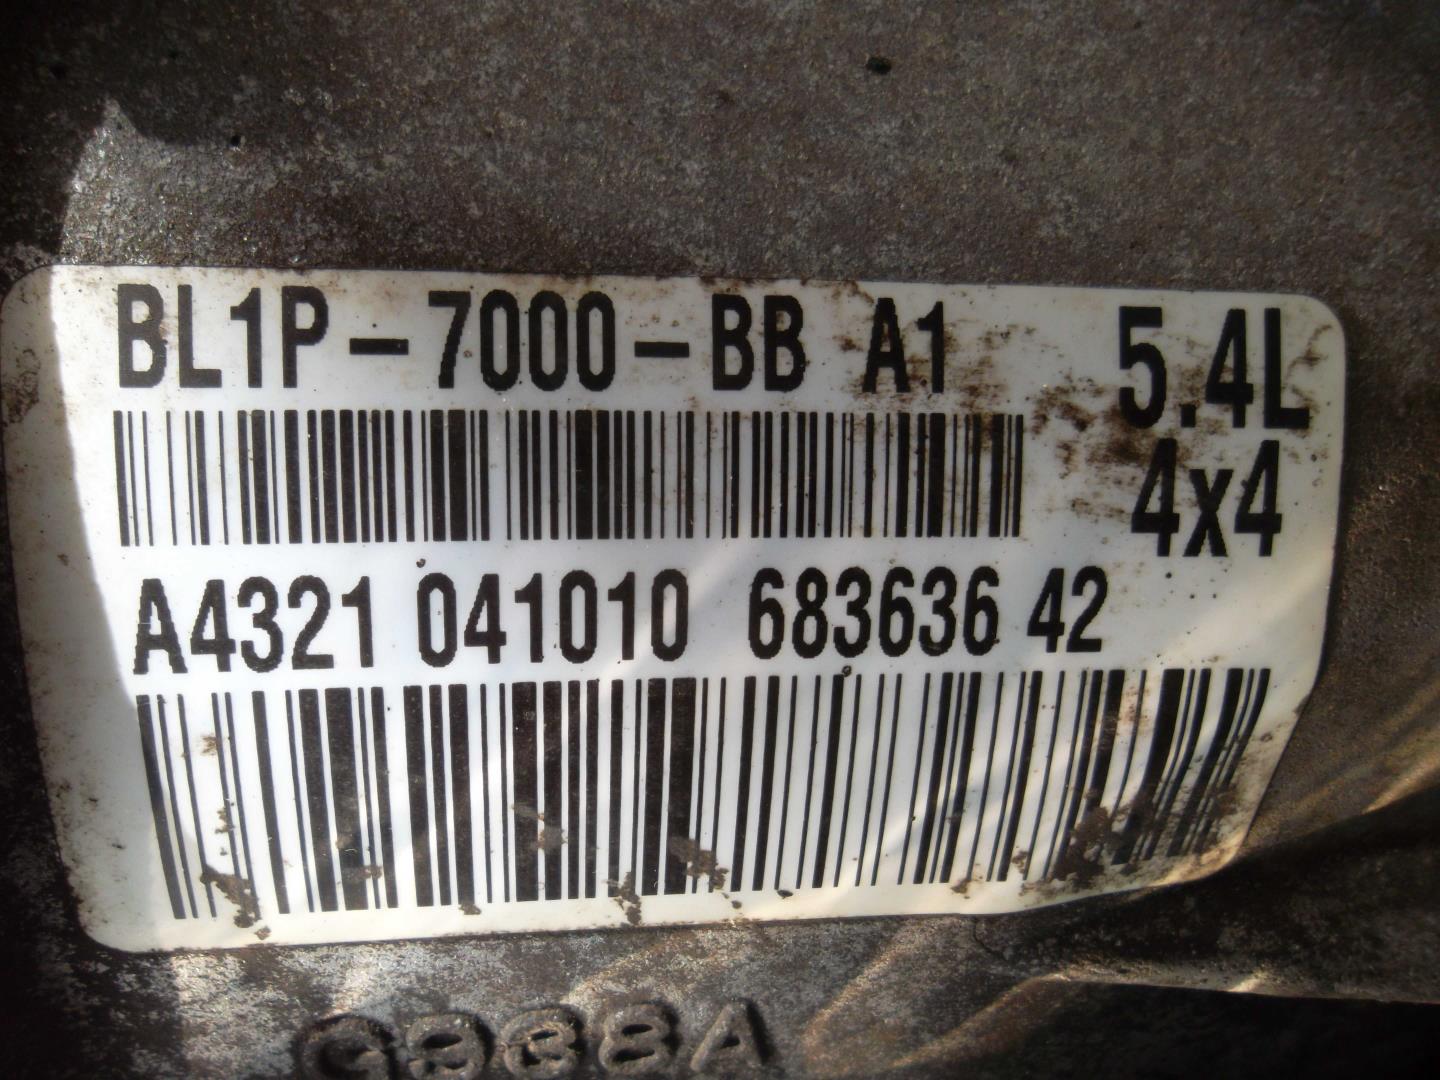 BL1P-7000-BB A1 5.4L
4x4
A4321 041010 683636 42